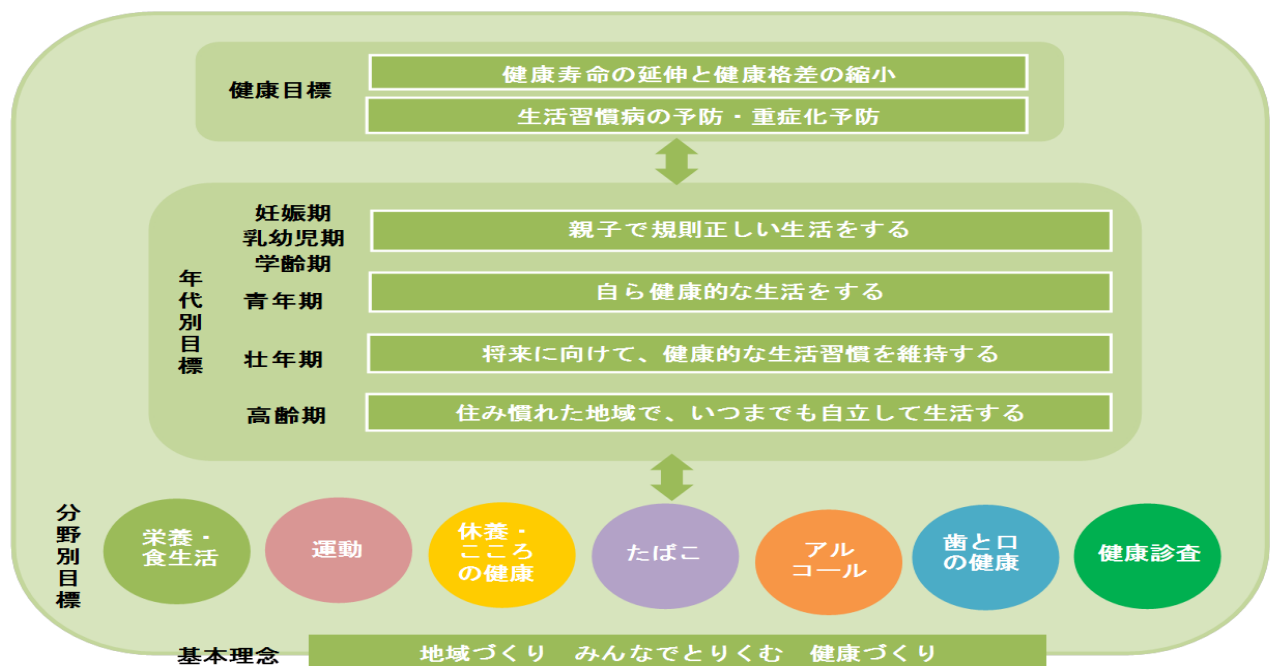 健康目標
健康寿命の延伸と健康格差の縮小
生活習慣病の予防・重症化予防
年代別目標
妊娠期
乳幼児期
学齢期
親子で規則正しい生活をする
青年期
自ら健康的な生活をする
壮年期
将来に向けて、健康的な生活習慣を維持する
高齢期
住み慣れた地域で、いつまでも自立して生活する
分野別目標
栄養・
食生活
運動
休養・
こころ
の健康
たばこ
アル
コール
歯と口
の健康
健康診査
基本理念
地域づくり　みんなでとりくむ　健康づくり